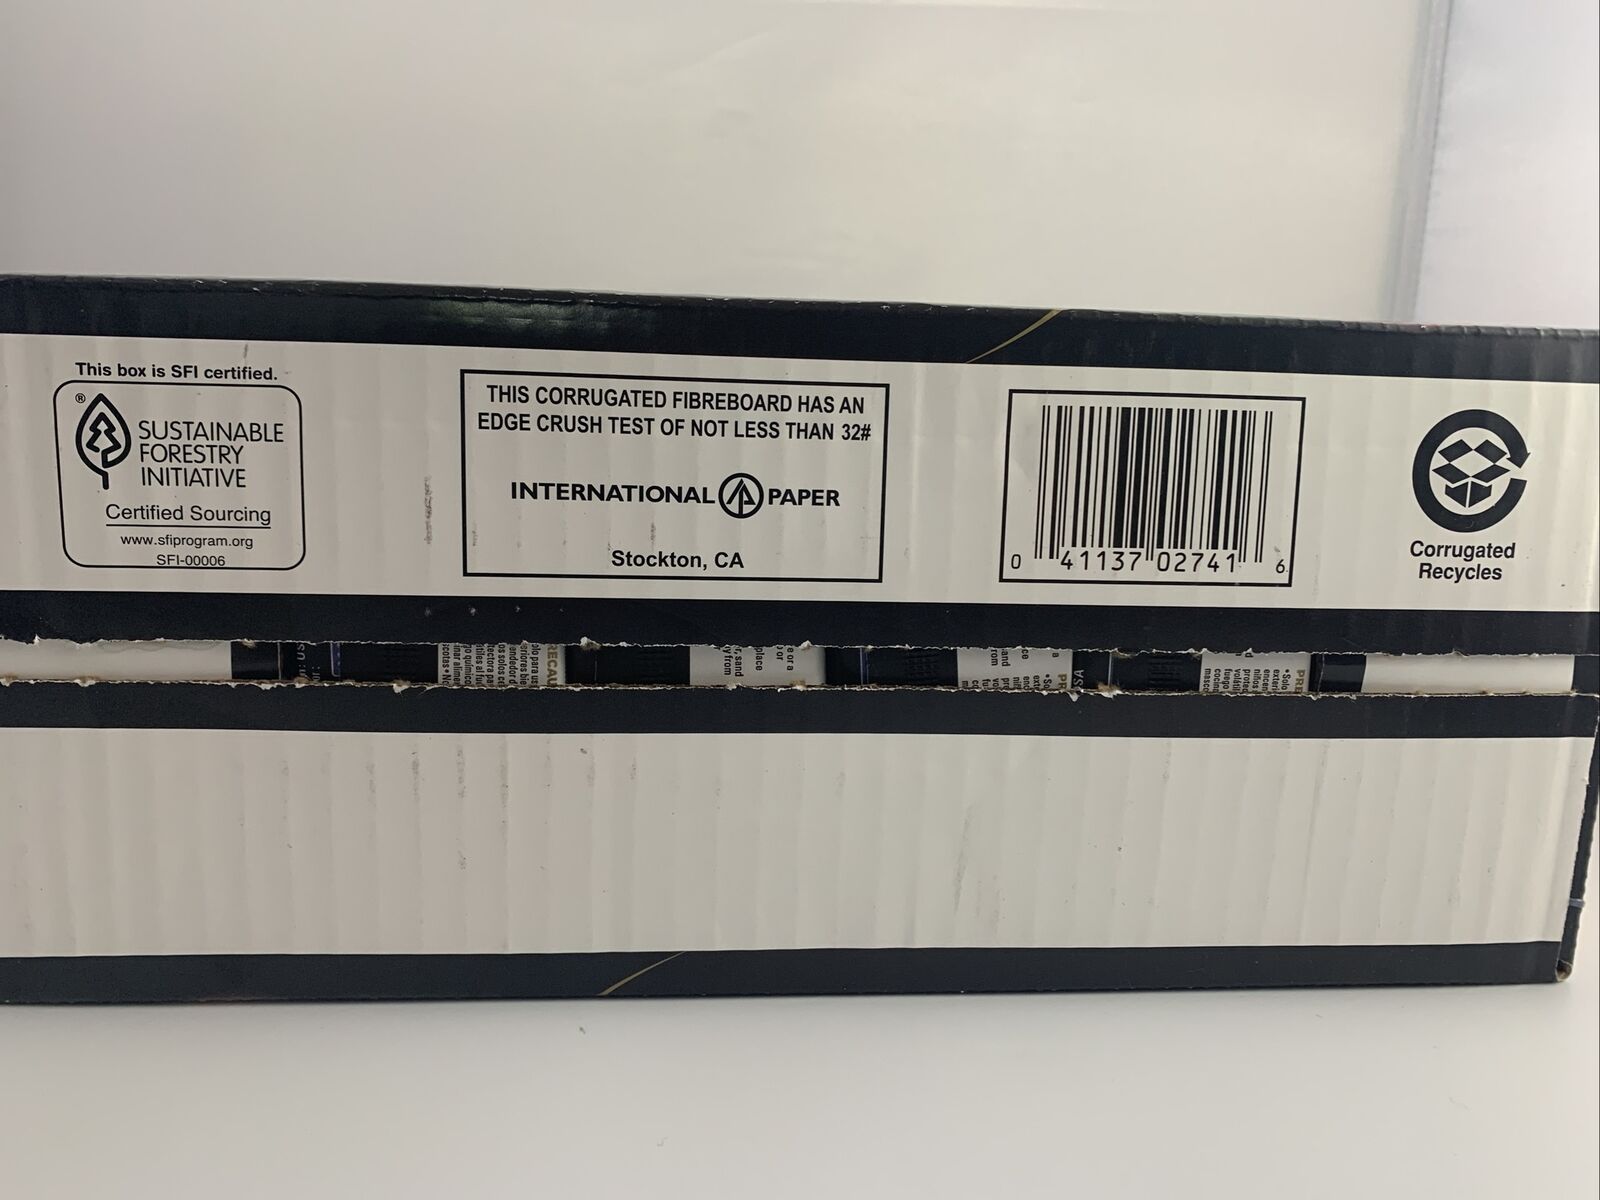 This box is SFI certified.
®
SUSTAINABLE
FORESTRY
INITIATIVE
Certified Sourcing
www.sfiprogram.org
SFI-00006
THIS CORRUGATED FIBREBOARD HAS AN
EDGE CRUSH TEST OF NOT LESS THAN 32#
INTERNATIONAL PAPER
Stockton, CA
0 41137 02741 6
Corrugated
Recycles